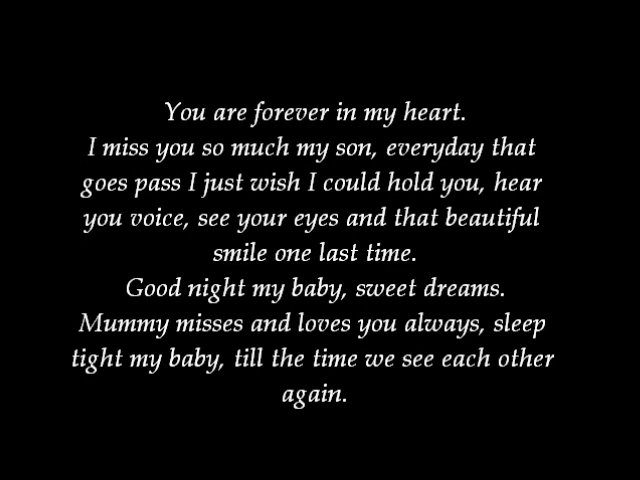 You are forever in my heart.
I miss you so much my son, everyday that
goes pass I just wish I could hold you, hear
you voice, see your eyes and that beautiful
smile one last time.
Good night my baby, sweet dreams.
Mummy misses and loves you always, sleep
tight my baby, till the time we see each other
again.